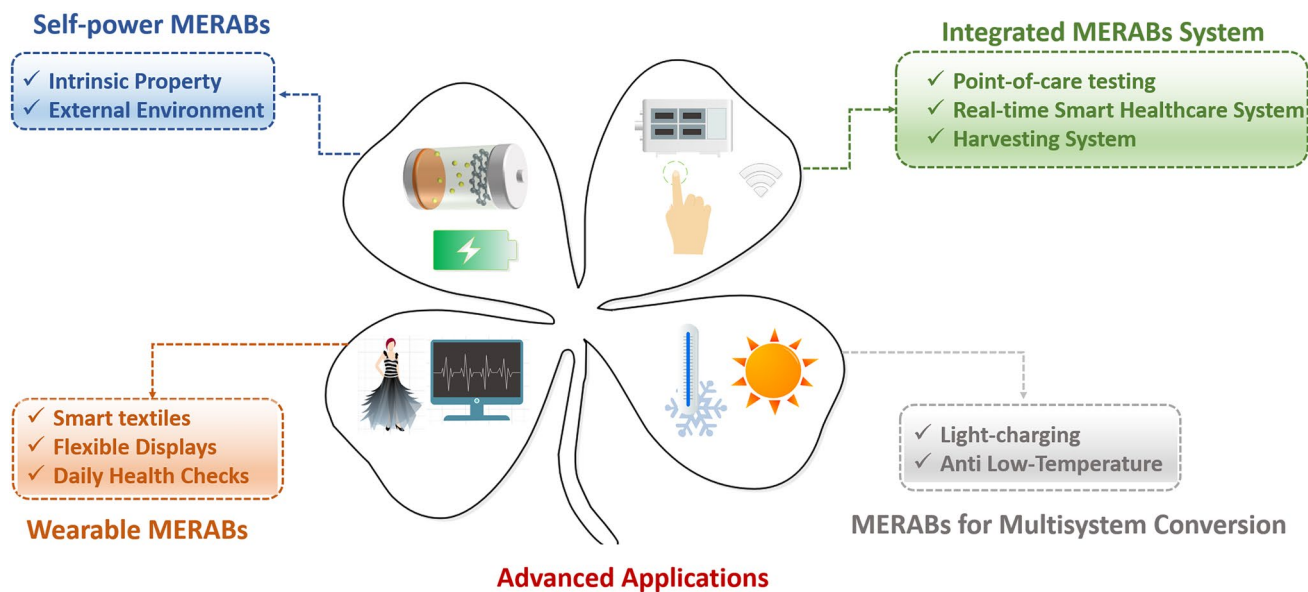 Self-power MERABs
✓ Intrinsic Property
✓ External Environment
Integrated MERABs System
✓ Point-of-care testing
✓ Real-time Smart Healthcare System
✓ Harvesting System
✓ Smart textiles
✓ Flexible Displays
✓ Daily Health Checks
Wearable MERABs
✓ Light-charging
✓ Anti Low-Temperature
MERABs for Multisystem Conversion
Advanced Applications